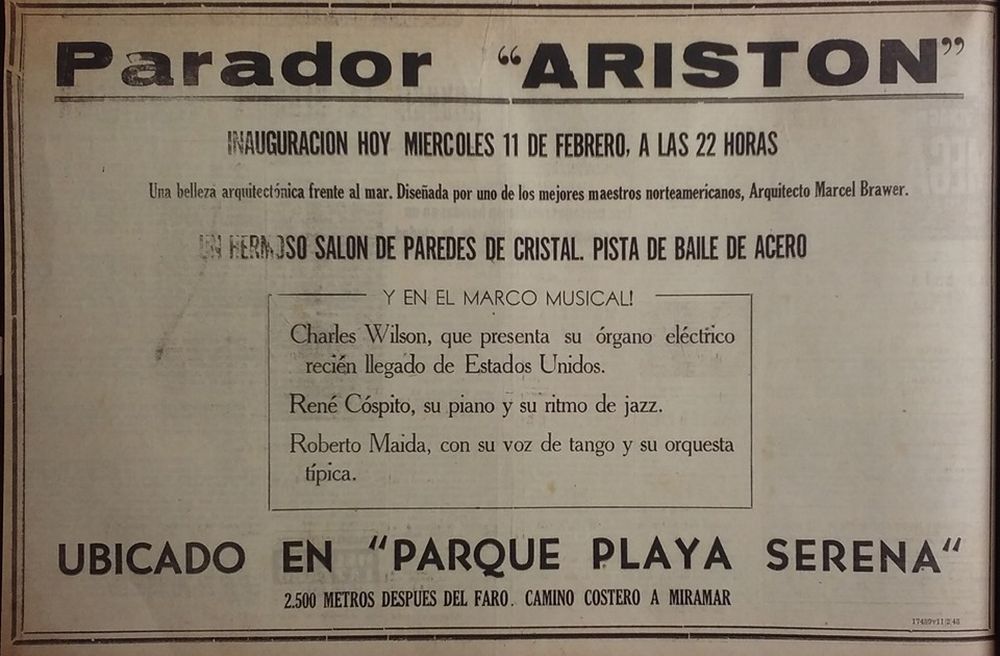 Parador “ARISTON”
INAUGURACION HOY MIERCOLES 11 DE FEBRERO, A LAS 22 HORAS
Una belleza arquitectónica frente al mar. Diseñada por uno de los mejores maestros norteamericanos, Arquitecto Marcel Brawer.
UN HERMOSO SALON DE PAREDES DE CRISTAL. PISTA DE BAILE DE ACERO
Y EN EL MARCO MUSICAL!
Charles Wilson, que presenta su órgano eléctrico
recién llegado de Estados Unidos.
René Cóspito, su piano y su ritmo de jazz.
Roberto Maida, con su voz de tango y su orquesta
típica.
UBICADO EN “PARQUE PLAYA SERENA“
2.500 METROS DESPUES DEL FARO. CAMINO COSTERO A MIRAMAR